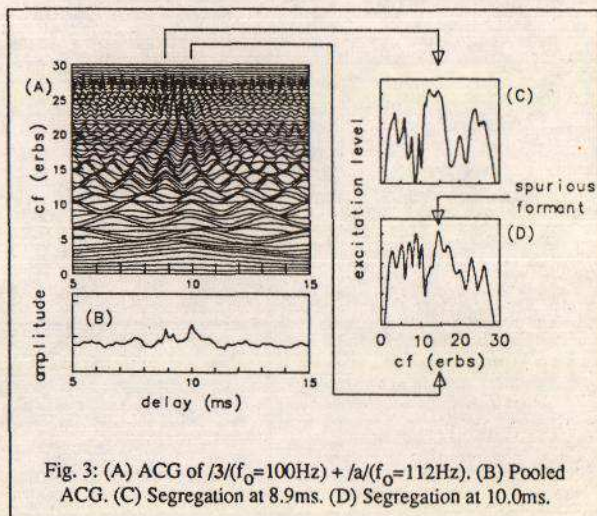 30
(A)
25
20
15
10
5
0
cf (erbs)
5
10
15
(B)
amplitude
5
10
15
delay (ms)
(C)
excitation level
spurious
formant
(D)
0
10
20
30
cf (erbs)
Fig. 3: (A) ACG of /3/(f₀=100Hz) + /a/(f₀=112Hz). (B) Pooled
ACG. (C) Segregation at 8.9ms. (D) Segregation at 10.0ms.